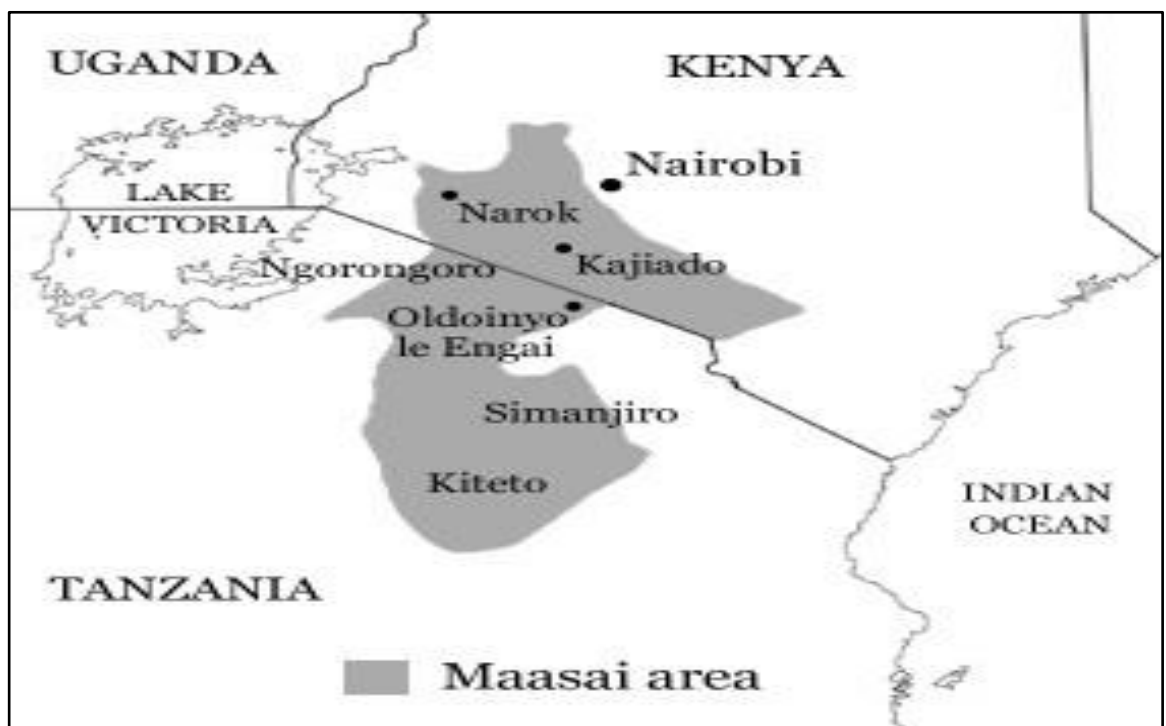 UGANDA
KENYA
Nairobi
LAKE
VICTORIA
Narok
Ngorongoro
Kajiado
Oldoinyo
le Engai
Simanjiro
Kiteto
INDIAN
OCEAN
TANZANIA
Maasai area